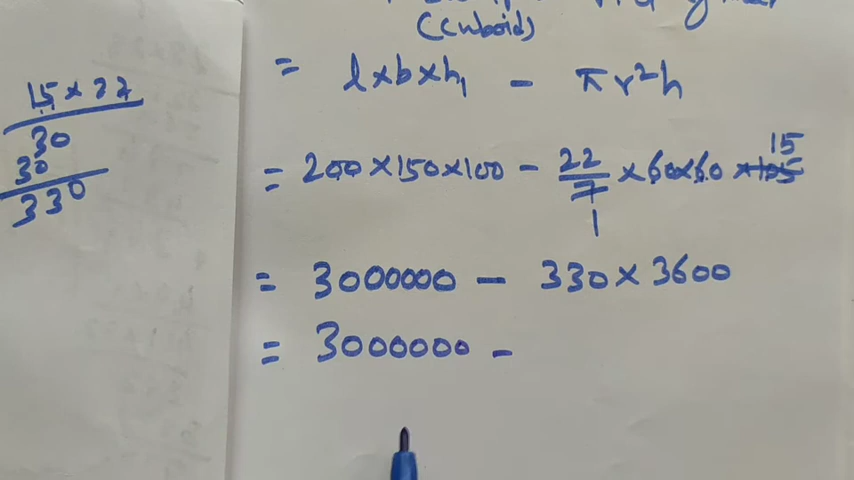 15 × 22
30
30
330
(Cuboid)
= l×b×h₁ - πr²h
= 200×150×100 - 22/7 ×60×60 ×105 15
1
= 3000000 - 330×3600
= 3000000 -